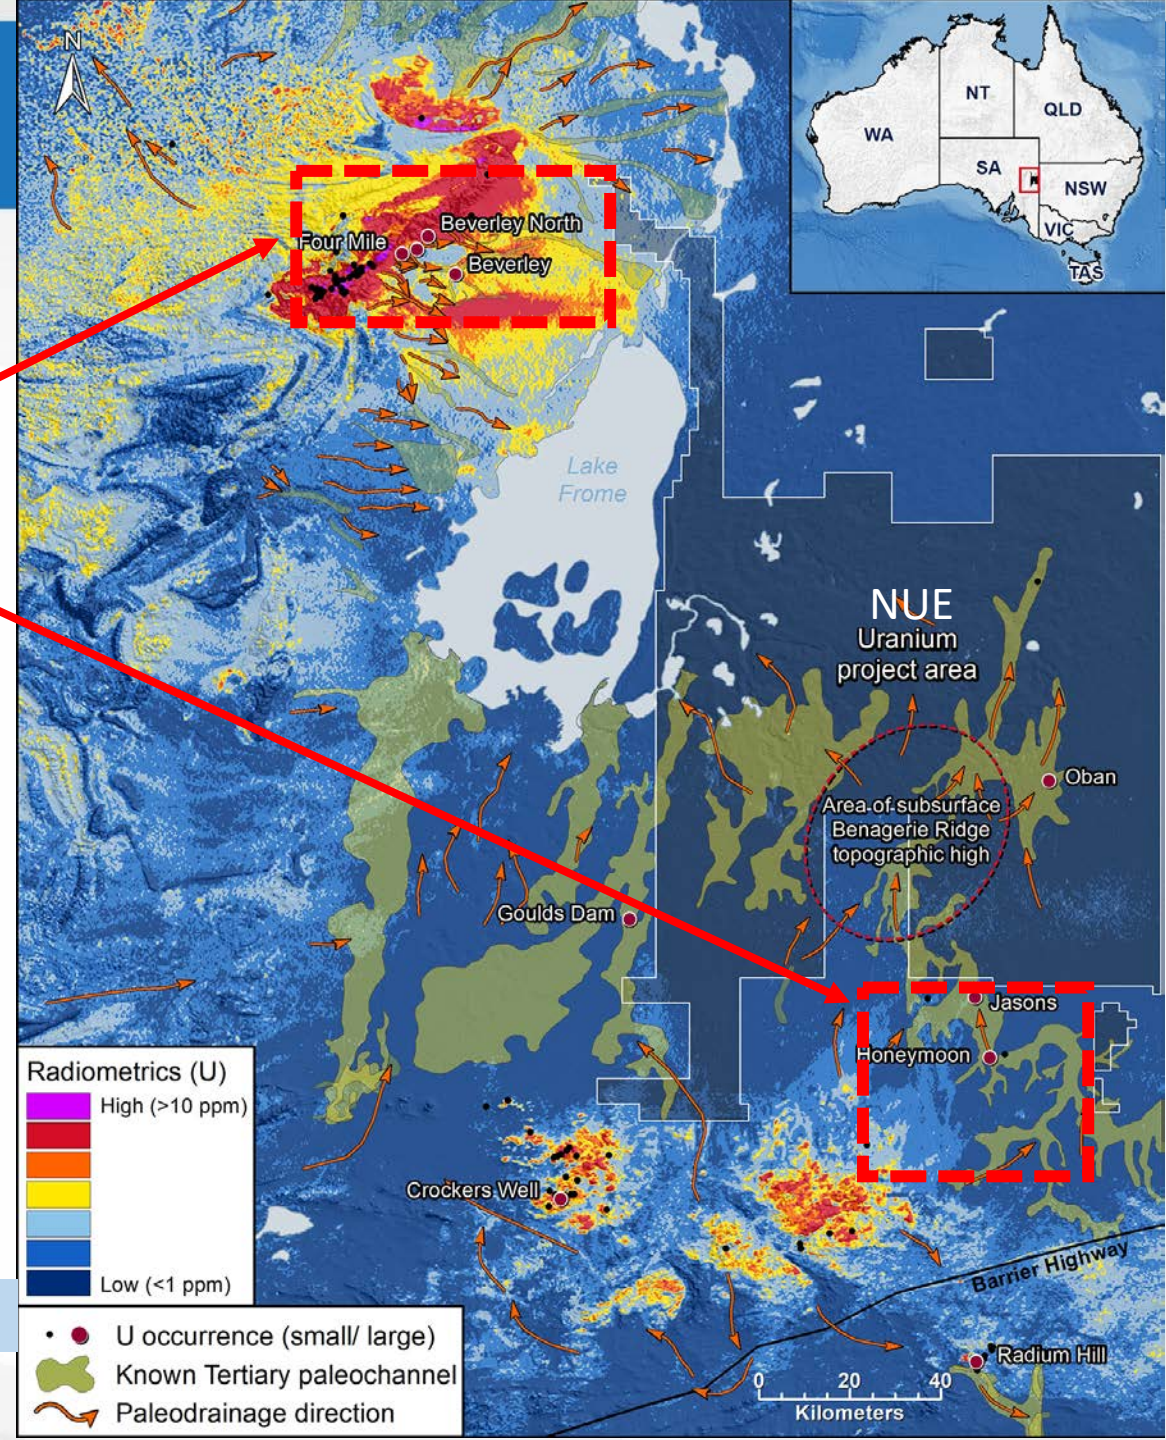 N
WA
NT
QLD
SA
NSW
VIC
TAS
Beverley North
Four Mile
Beverley
Lake
Frome
NUE
Uranium
project area
Oban
Area of subsurface
Benagerie Ridge
topographic high
Goulds Dam
Jasons
Honeymoon
Crockers Well
Barrier Highway
Radium Hill
Radiometrics (U)
High (>10 ppm)
Low (<1 ppm)
U occurrence (small/ large)
Known Tertiary paleochannel
Paleodrainage direction
0 20 40
Kilometers